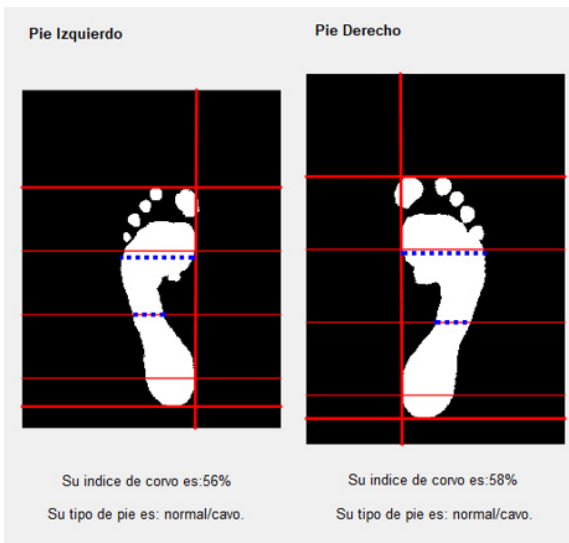 Pie Izquierdo
Pie Derecho
Su indice de corvo es:56%
Su indice de corvo es:58%
Su tipo de pie es: normal/cavo.
Su tipo de pie es: normal/cavo.